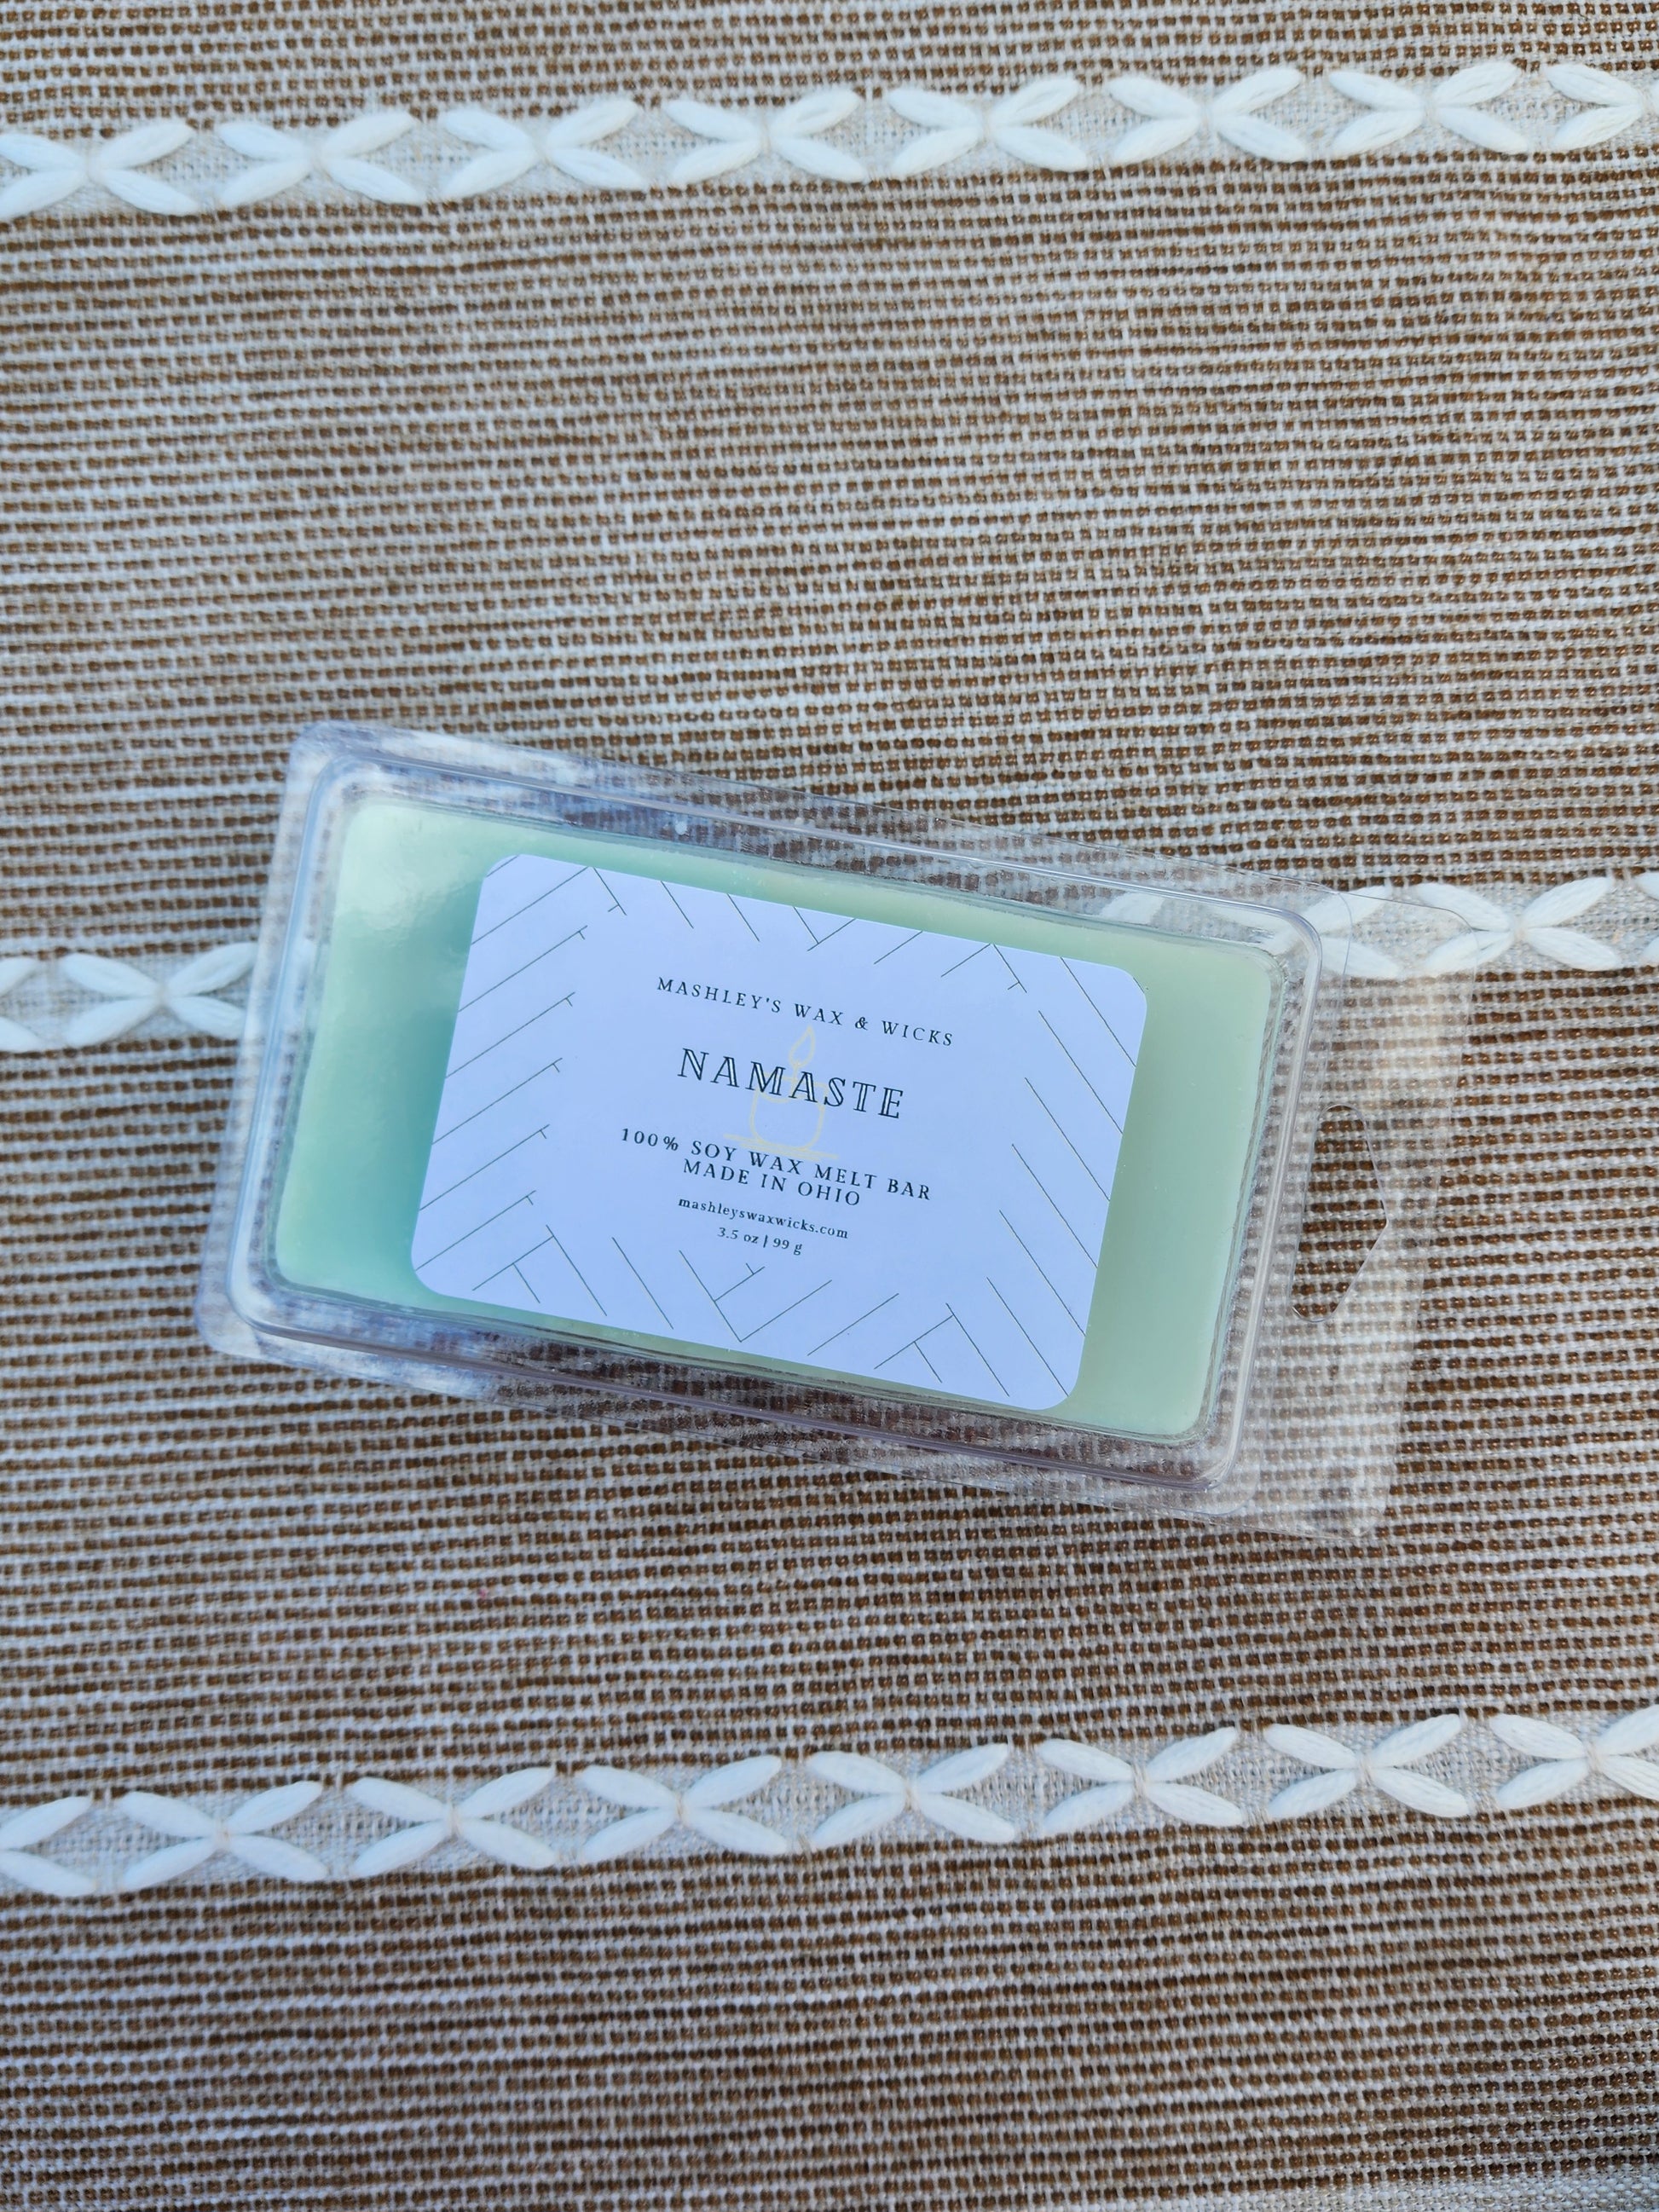 MASHLEY'S WAX & WICKS
NAMASTE
100% SOY WAX MELT BAR
MADE IN OHIO
mashleyswaxwicks.com
3.5 oz | 99 g